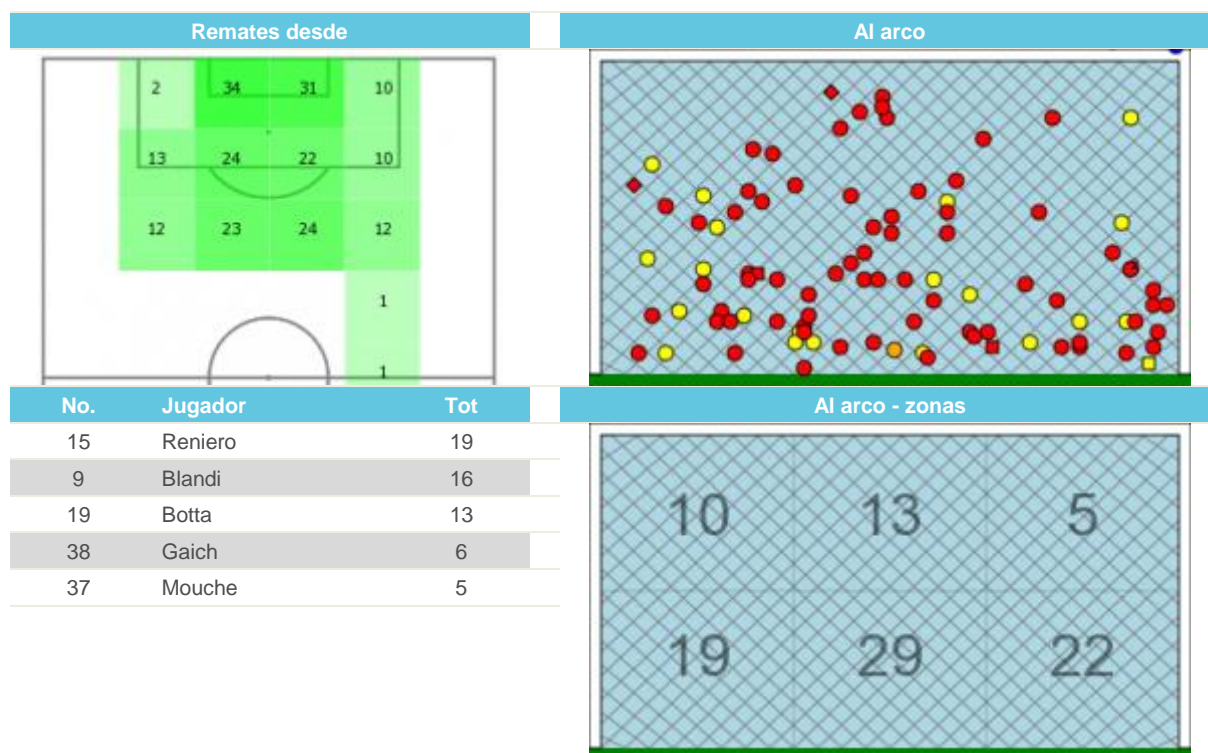 Remates desde
Al arco
2 34 31 10
13 24 22 10
12 23 24 12
1
1
No. Jugador Tot
Al arco - zonas
15 Reniero 19
9 Blandi 16
19 Botta 13
38 Gaich 6
37 Mouche 5
10 13 5
19 29 22